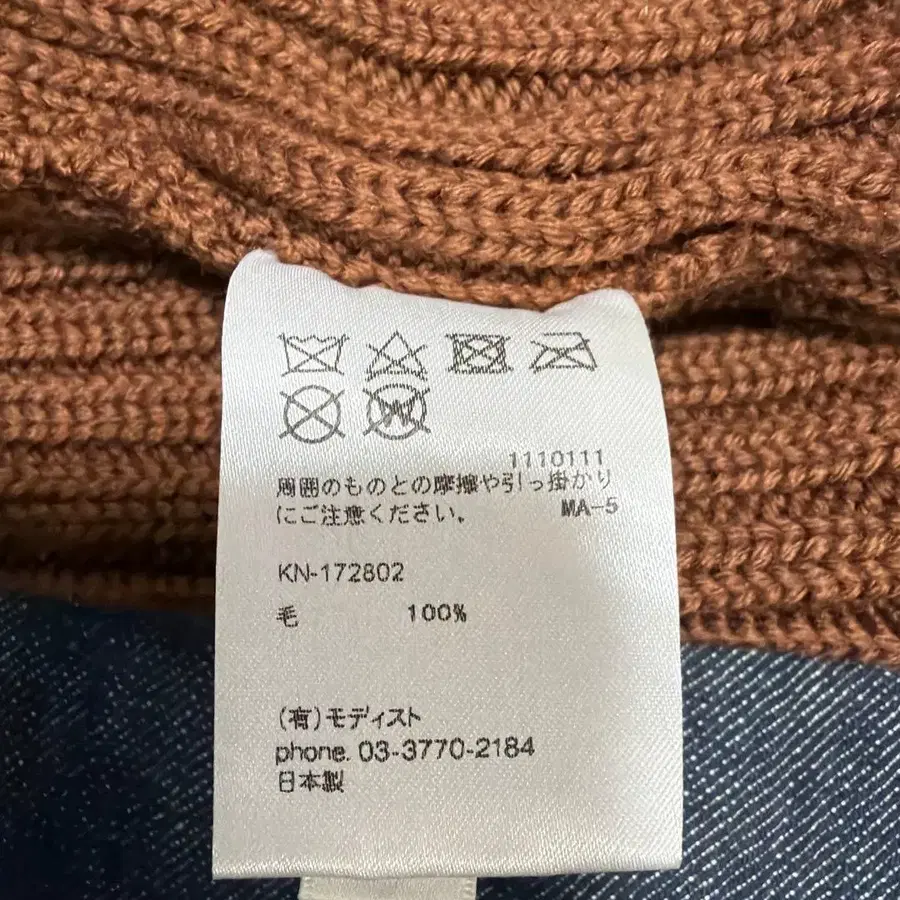 W
1110111
周囲のものとの摩擦や引っ掛かり
にご注意ください。 MA-5
KN-172802
毛 100%
(有)モディスト
phone. 03-3770-2184
日本製